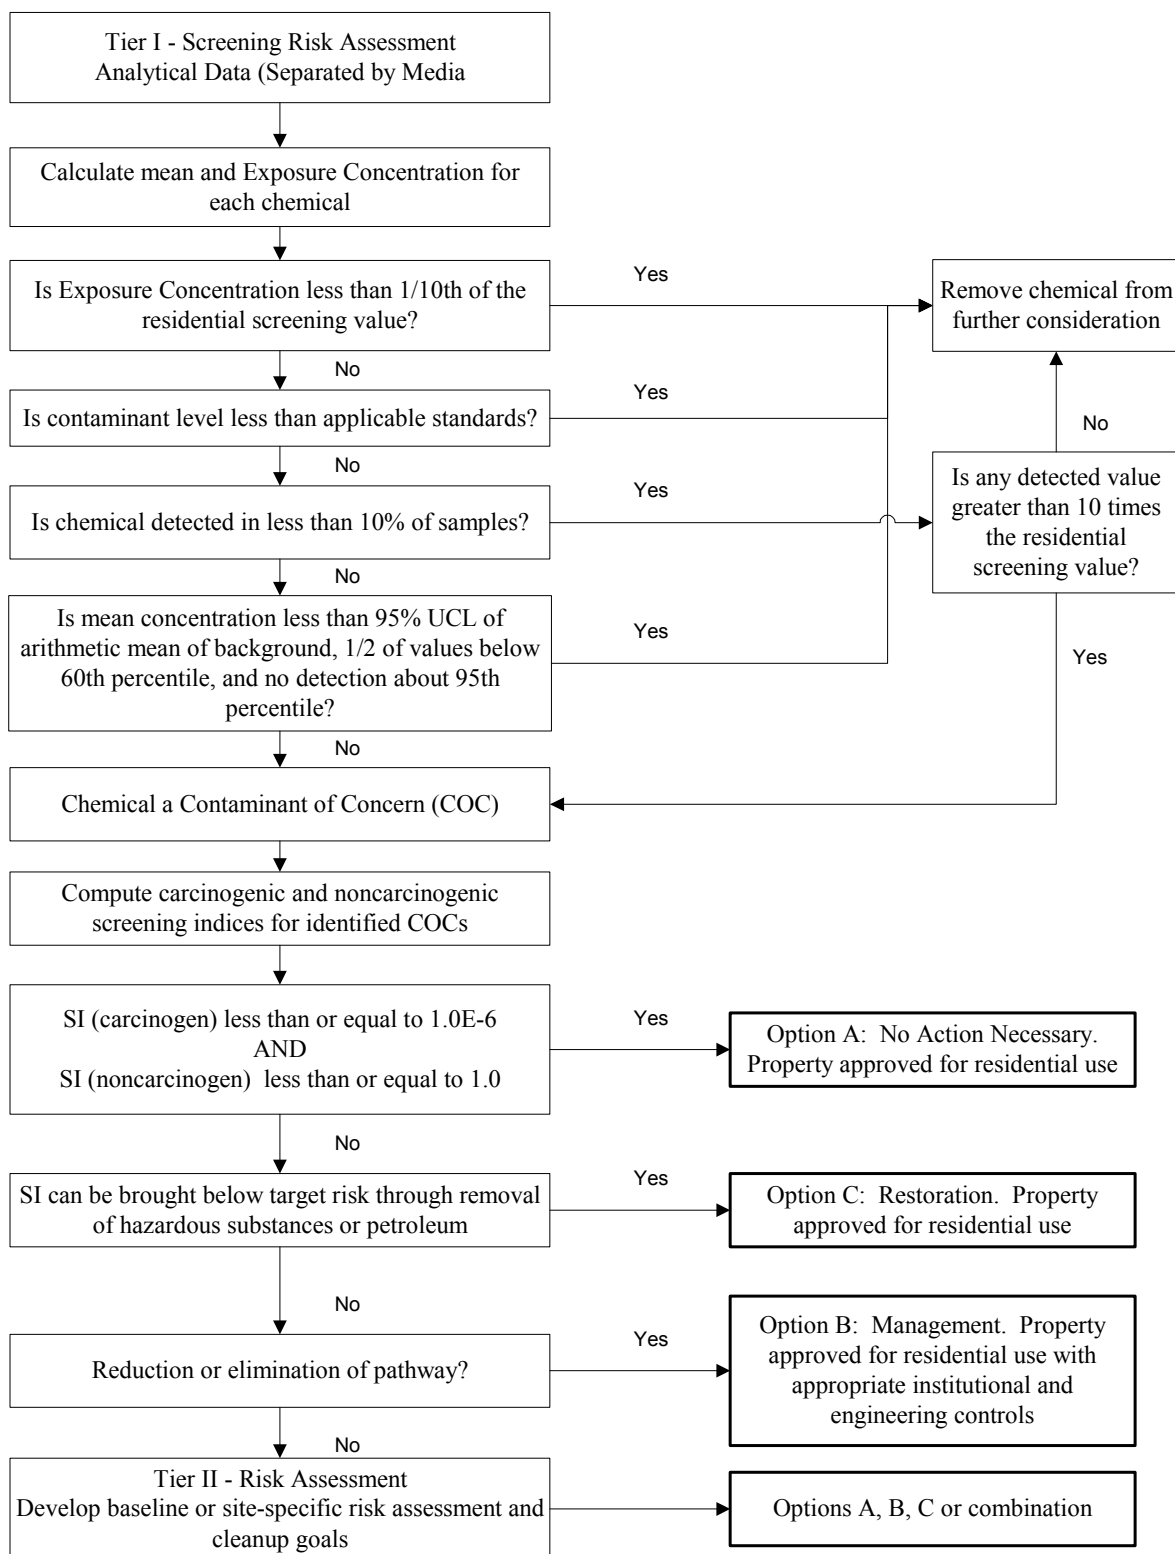 Tier I - Screening Risk Assessment
Analytical Data (Separated by Media
Calculate mean and Exposure Concentration for
each chemical
Is Exposure Concentration less than 1/10th of the
residential screening value?
Yes
Remove chemical from
further consideration
No
Is contaminant level less than applicable standards?
Yes
No
No
Is chemical detected in less than 10% of samples?
Yes
Is any detected value
greater than 10 times
the residential
screening value?
No
Is mean concentration less than 95% UCL of
arithmetic mean of background, 1/2 of values below
60th percentile, and no detection about 95th
percentile?
Yes
Yes
No
Chemical a Contaminant of Concern (COC)
Compute carcinogenic and noncarcinogenic
screening indices for identified COCs
SI (carcinogen) less than or equal to 1.0E-6
AND
SI (noncarcinogen) less than or equal to 1.0
Yes
Option A: No Action Necessary.
Property approved for residential use
No
SI can be brought below target risk through removal
of hazardous substances or petroleum
Yes
Option C: Restoration. Property
approved for residential use
No
Reduction or elimination of pathway?
Yes
Option B: Management. Property
approved for residential use with
appropriate institutional and
engineering controls
No
Tier II - Risk Assessment
Develop baseline or site-specific risk assessment and
cleanup goals
Options A, B, C or combination